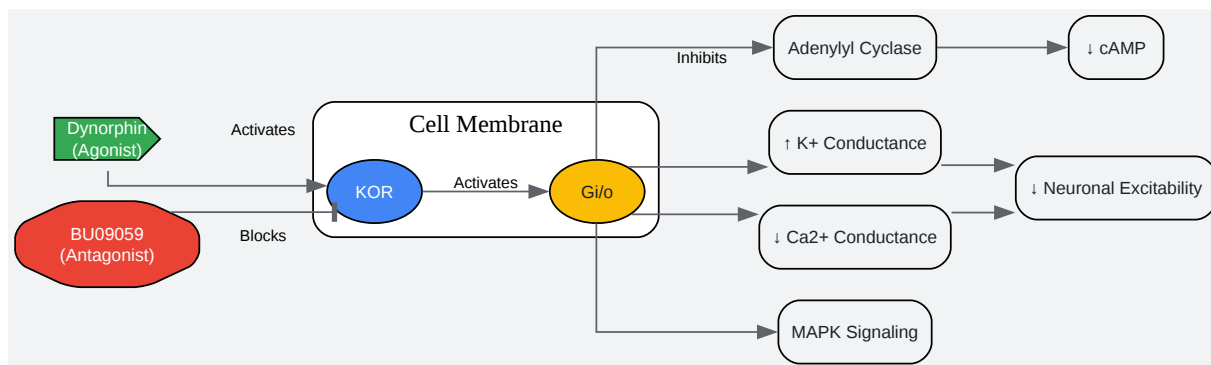 Inhibits
Adenylyl Cyclase
↓ cAMP
Dynorphin
(Agonist)
Activates
Cell Membrane
KOR
Activates
Gi/o
↑ K+ Conductance
↓ Neuronal Excitability
BU09059
(Antagonist)
Blocks
↓ Ca2+ Conductance
MAPK Signaling